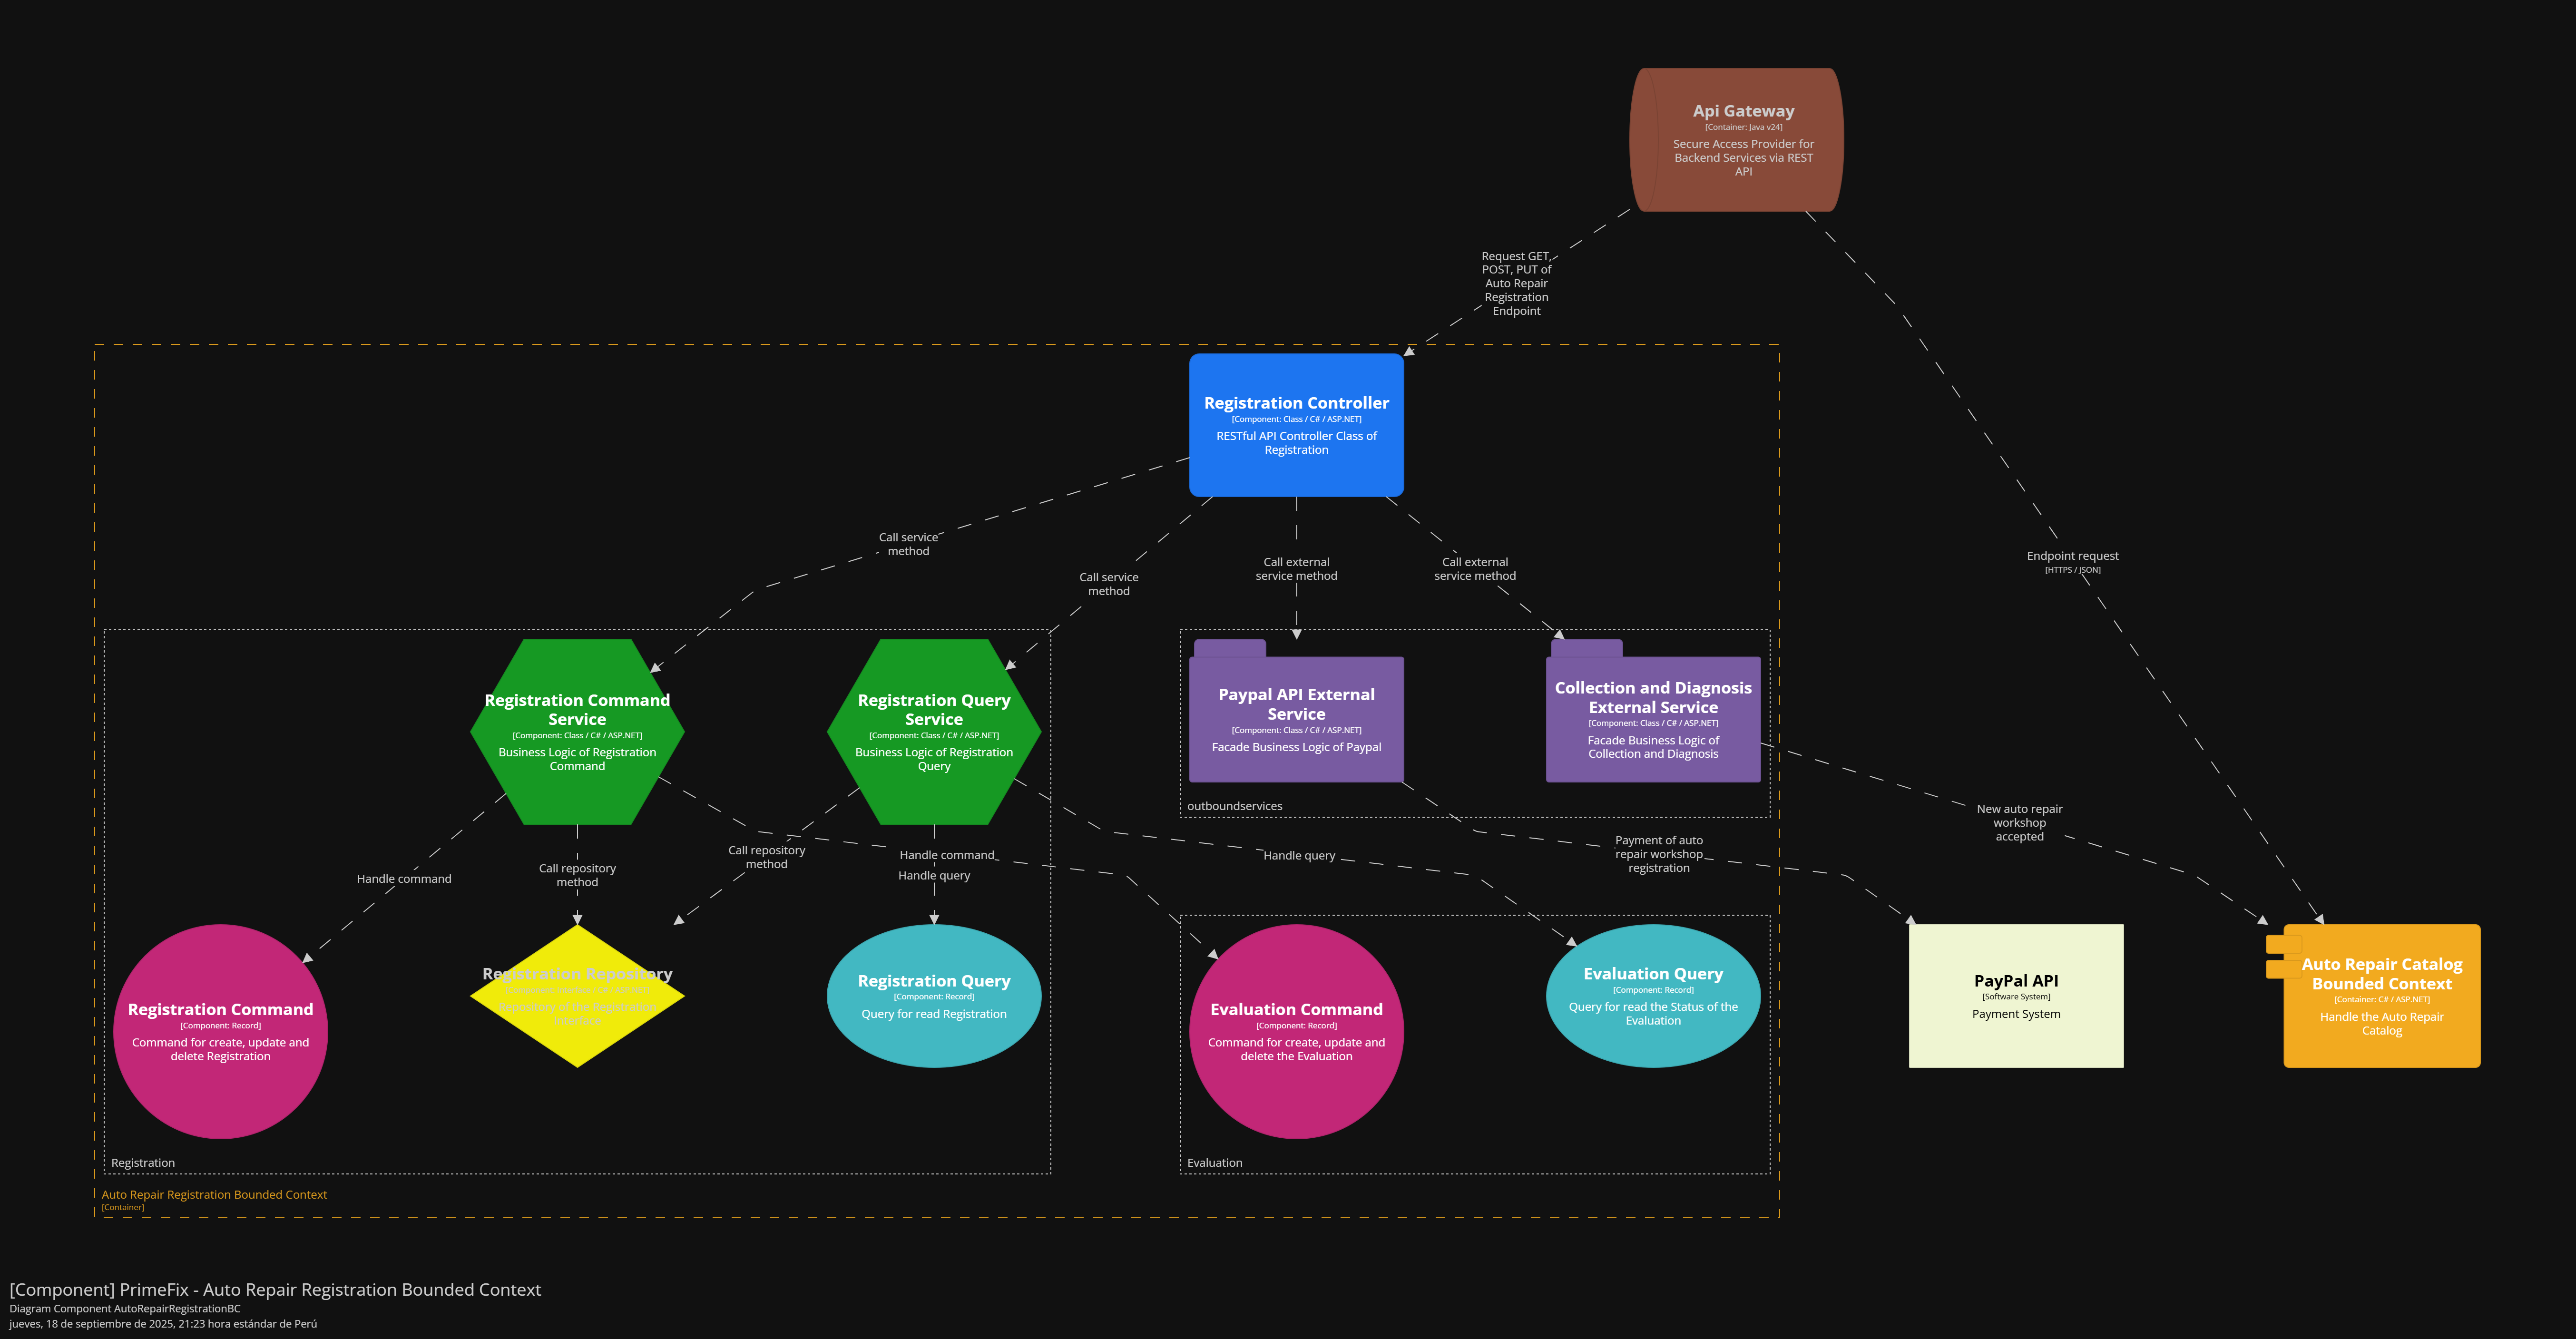 Api Gateway
[Container: Java v24]
Secure Access Provider for
Backend Services via REST
API
Request GET,
POST, PUT of
Auto Repair
Registration
Endpoint
Registration Controller
[Component: Class / C# / ASP.NET]
RESTful API Controller Class of
Registration
Call service
method
Call service
method
Call external
service method
Call external
service method
Endpoint request
[HTTPS / JSON]
Registration Command
Service
[Component: Class / C# / ASP.NET]
Business Logic of Registration
Command
Registration Query
Service
[Component: Class / C# / ASP.NET]
Business Logic of Registration
Query
Paypal API External
Service
[Component: Class / C# / ASP.NET]
Facade Business Logic of Paypal
Collection and Diagnosis
External Service
[Component: Class / C# / ASP.NET]
Facade Business Logic of
Collection and Diagnosis
outboundservices
New auto repair
workshop
accepted
Handle command
Call repository
method
Call repository
method
Handle command
Handle query
Handle query
Payment of auto
repair workshop
registration
Registration Command
[Component: Record]
Command for create, update and
delete Registration
Registration Repository
Repository of the Registration
Registration Query
[Component: Record]
Query for read Registration
Evaluation Command
[Component: Record]
Command for create, update and
delete the Evaluation
Evaluation Query
[Component: Record]
Query for read the Status of the
Evaluation
PayPal API
[Software System]
Payment System
Auto Repair Catalog
Bounded Context
[Container: C# / ASP.NET]
Handle the Auto Repair
Catalog
Registration
Evaluation
Auto Repair Registration Bounded Context
[Container]
[Component] PrimeFix - Auto Repair Registration Bounded Context
Diagram Component AutoRepairRegistrationBC
jueves, 18 de septiembre de 2025, 21:23 hora estándar de Perú